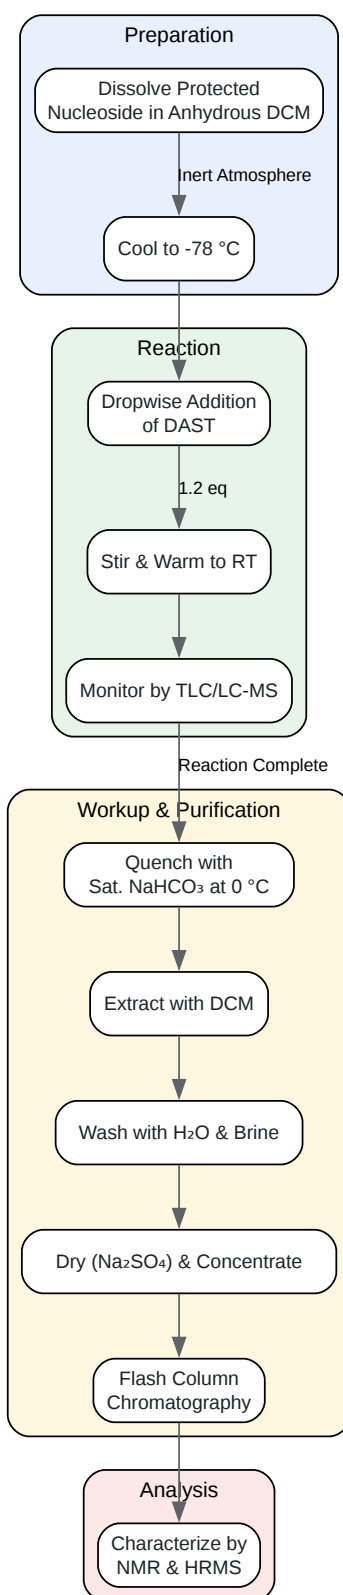 Preparation
Dissolve Protected
Nucleoside in Anhydrous DCM
Inert Atmosphere
Cool to -78 °C
Reaction
Dropwise Addition
of DAST
1.2 eq
Stir & Warm to RT
Monitor by TLC/LC-MS
Reaction Complete
Workup & Purification
Quench with
Sat. NaHCO₃ at 0 °C
Extract with DCM
Wash with H₂O & Brine
Dry (Na₂SO₄) & Concentrate
Flash Column
Chromatography
Analysis
Characterize by
NMR & HRMS